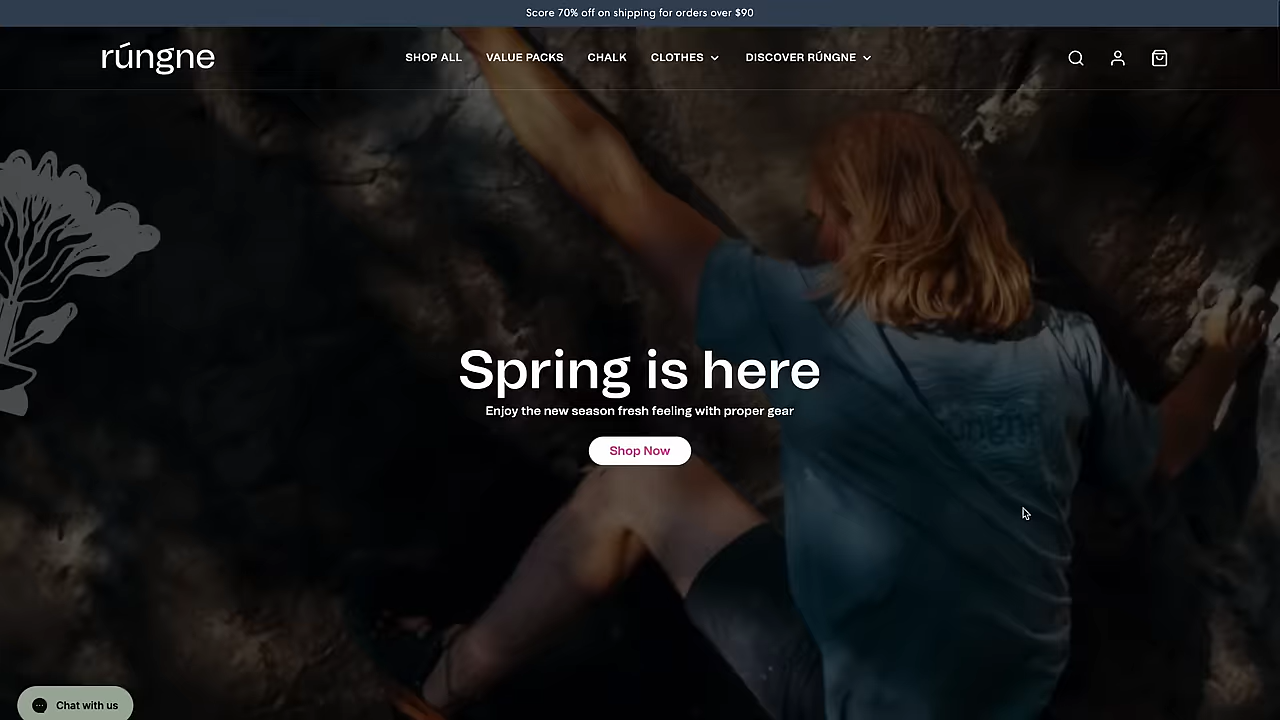 Score 70% off on shipping for orders over $90
rúngne
SHOP ALL
VALUE PACKS
CHALK
CLOTHES
DISCOVER RÚNGNE
Spring is here
Enjoy the new season fresh feeling with proper gear
Shop Now
rúngne
Chat with us